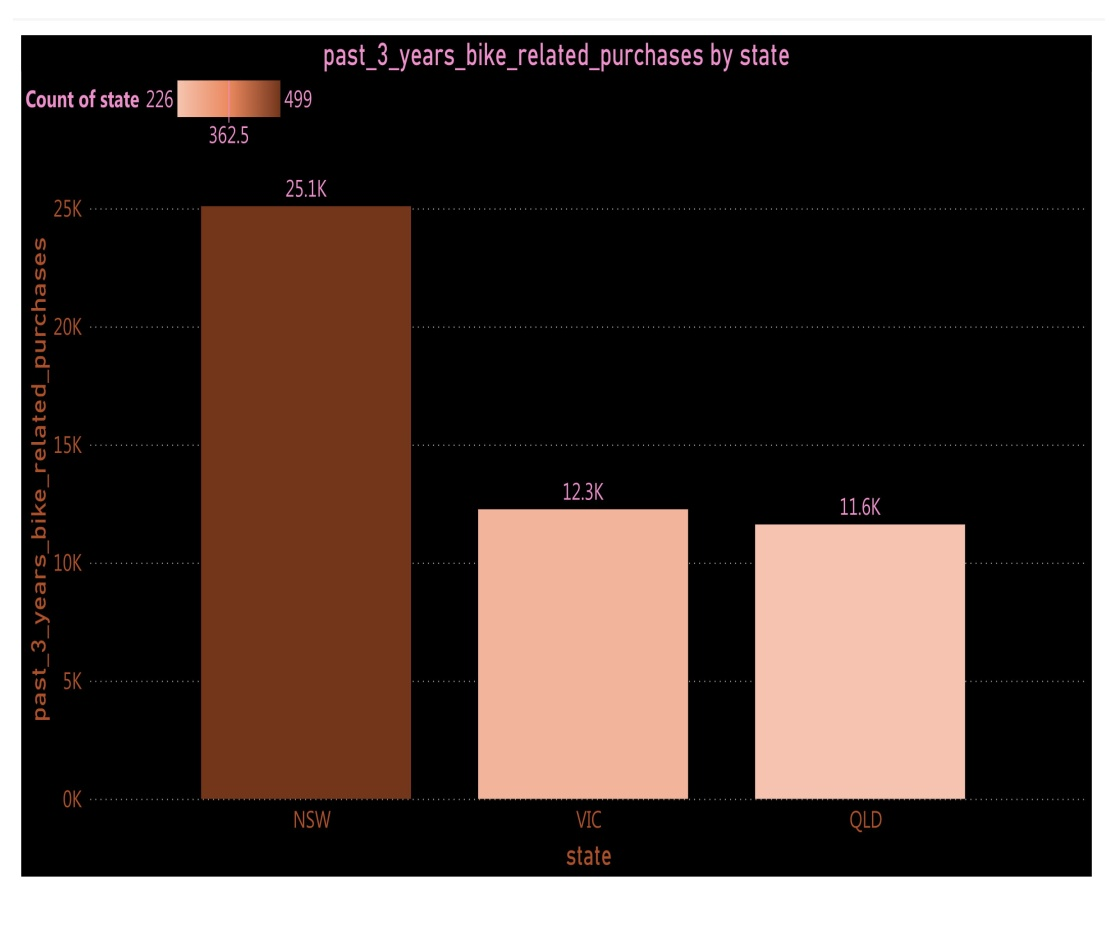 past_3_years_bike_related_purchases by state
Count of state 226 499
362.5
25.1K
25K
past_3_years_bike_related_purchases
20K
15K
12.3K
11.6K
10K
5K
0K
NSW VIC QLD
state